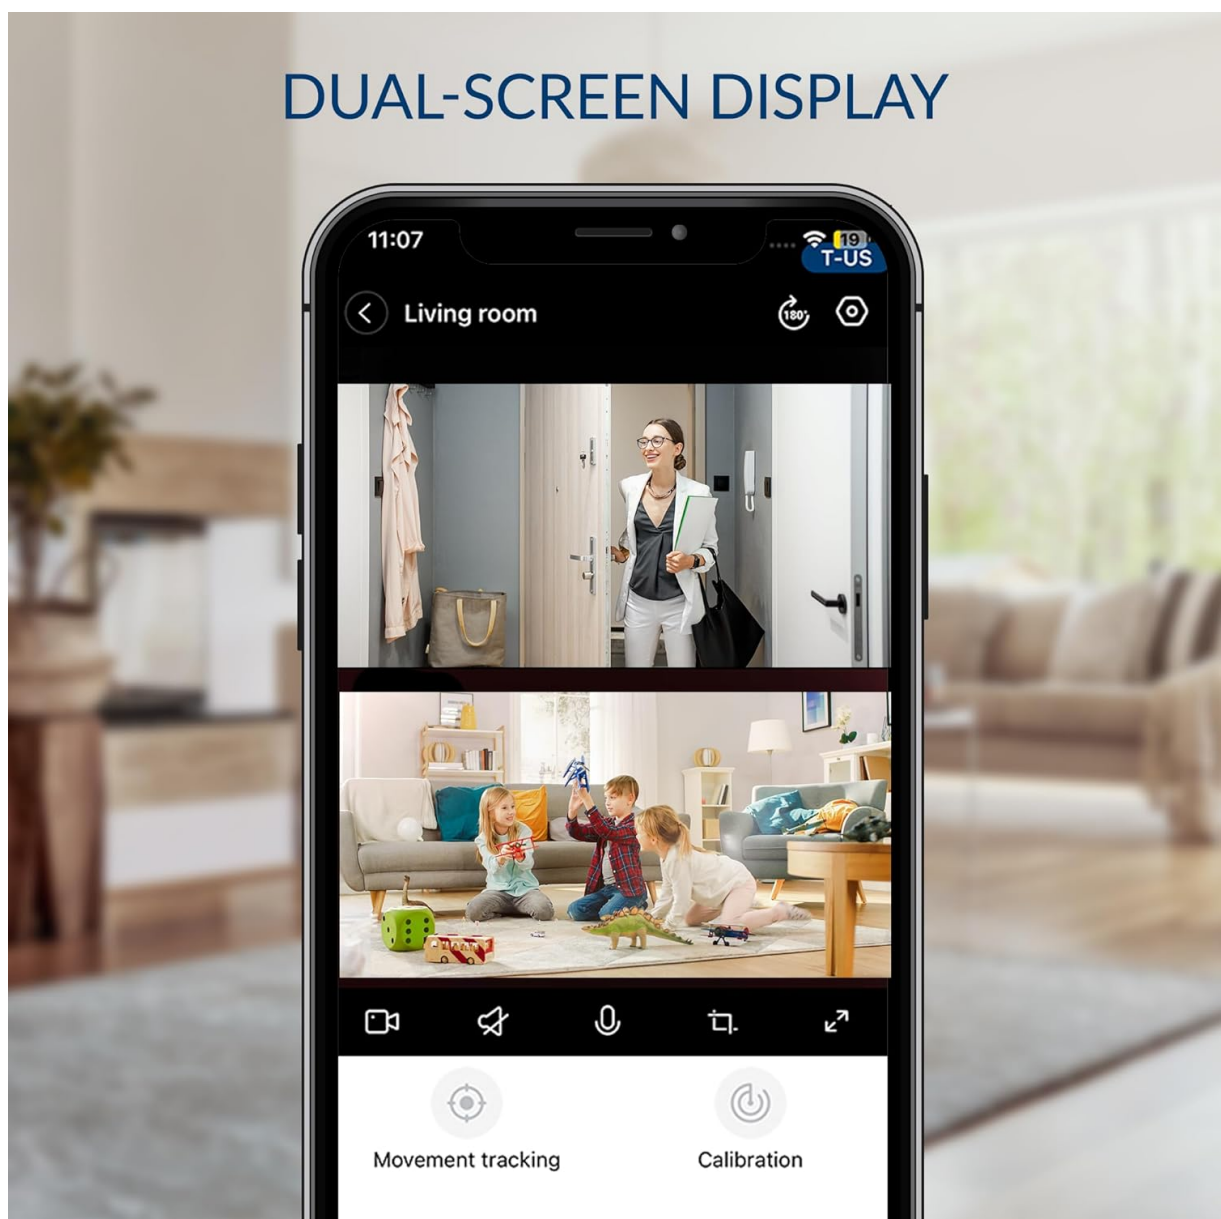 DUAL-SCREEN DISPLAY
11:07
19
T-US
Living room
180°
Movement tracking
Calibration